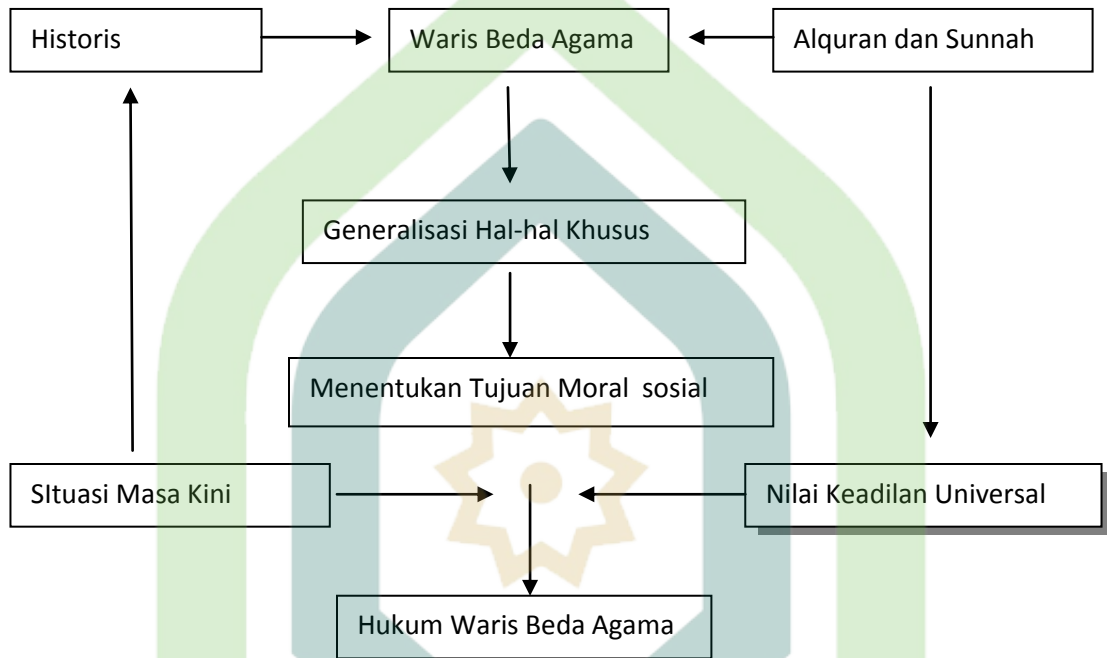 Historis
Waris Beda Agama
Alquran dan Sunnah
Generalisasi Hal-hal Khusus
Menentukan Tujuan Moral  sosial
SItuasi Masa Kini
Nilai Keadilan Universal
Hukum Waris Beda Agama